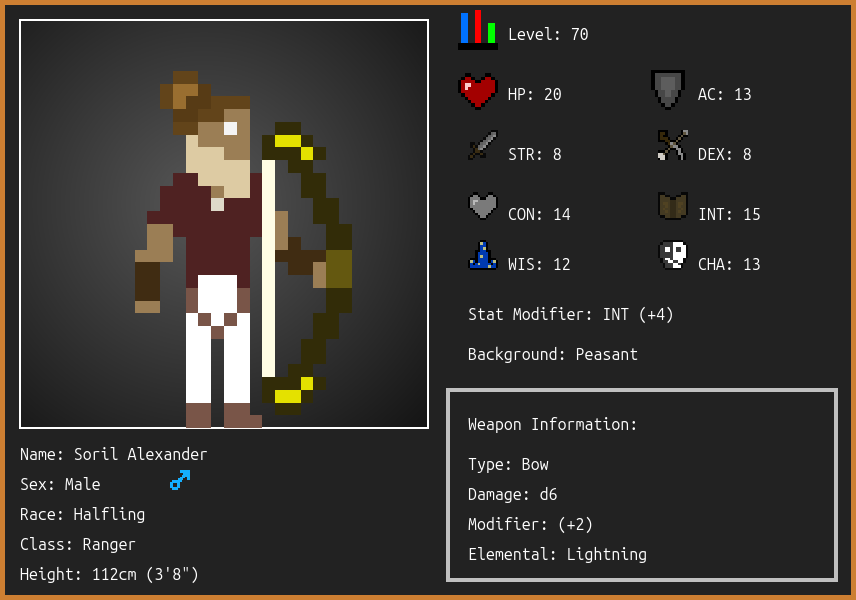 Level: 70
HP: 20
AC: 13
STR: 8
DEX: 8
CON: 14
INT: 15
WIS: 12
CHA: 13
Stat Modifier: INT (+4)
Background: Peasant
Weapon Information:
Type: Bow
Damage: d6
Modifier: (+2)
Elemental: Lightning
Name: Soril Alexander
Sex: Male
Race: Halfling
Class: Ranger
Height: 112cm (3'8")